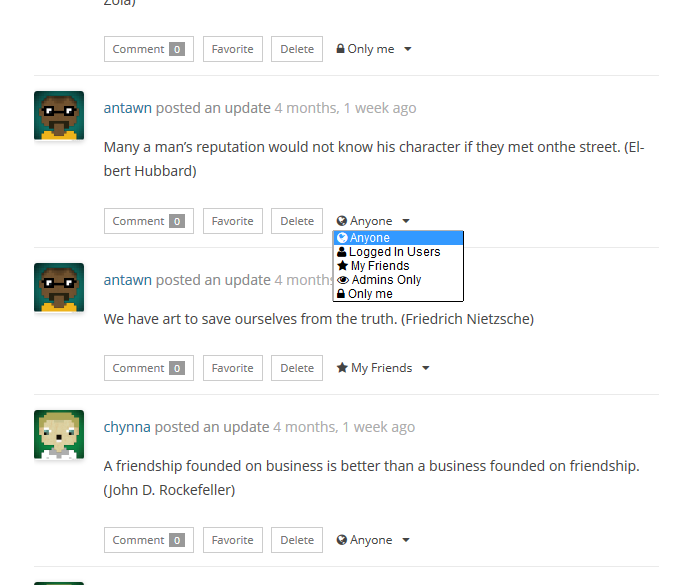 Zola)
Comment 0 Favorite Delete Only me
antawn posted an update 4 months, 1 week ago
Many a man's reputation would not know his character if they met onthe street. (El-
bert Hubbard)
Comment 0 Favorite Delete Anyone
Anyone
Logged In Users
My Friends
Admins Only
Only me
antawn posted an update 4 months
We have art to save ourselves from the truth. (Friedrich Nietzsche)
Comment 0 Favorite Delete My Friends
chynna posted an update 4 months, 1 week ago
A friendship founded on business is better than a business founded on friendship.
(John D. Rockefeller)
Comment 0 Favorite Delete Anyone